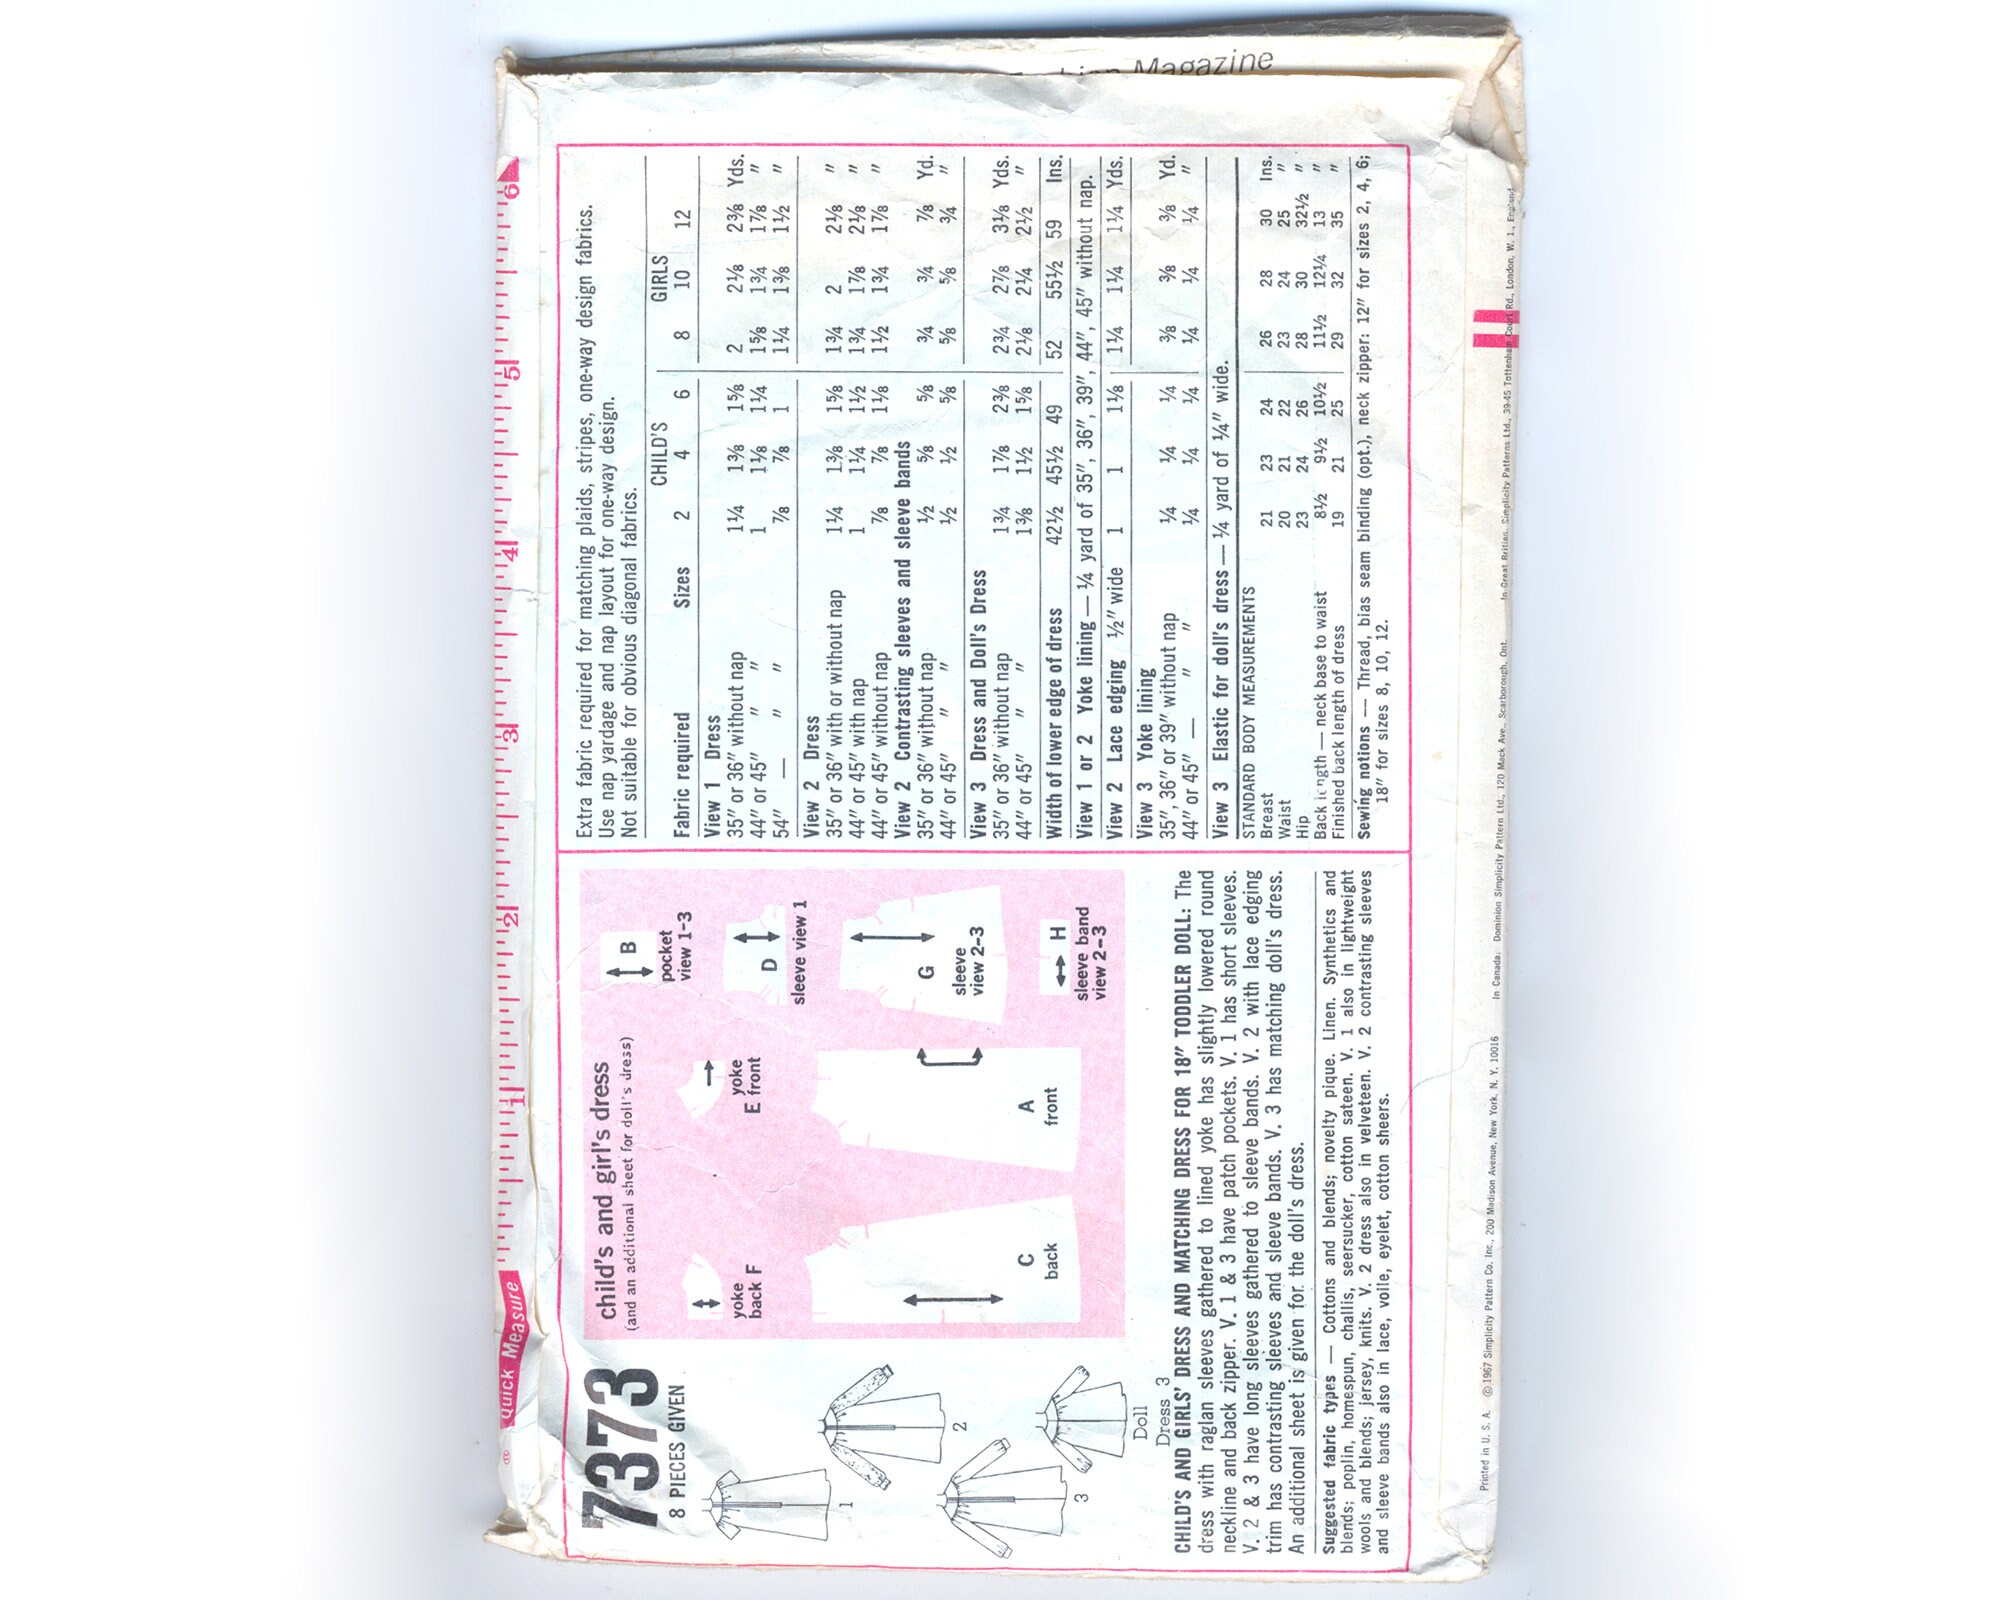 Magazine
Quick Measure
1
2
3
4
5
6
7373
8 PIECES GIVEN
child's and girl's dress
(and an additional sheet for doll's dress)
B
pocket
view 1-3
yoke
back F
yoke
E front
D
sleeve view 1
C
back
A
front
G
sleeve
view 2-3
H
sleeve band
view 2-3
1
2
3
Doll
Dress 3
CHILD'S AND GIRLS' DRESS AND MATCHING DRESS FOR 18" TODDLER DOLL: The
dress with raglan sleeves gathered to lined yoke has slightly lowered round
neckline and back zipper. V. 1 & 3 have patch pockets. V. 1 has short sleeves.
V. 2 & 3 have long sleeves gathered to sleeve bands. V. 2 with lace edging
trim has contrasting sleeves and sleeve bands. V. 3 has matching doll's dress.
An additional sheet is given for the doll's dress.
Suggested fabric types — Cottons and blends; novelty pique. Linen. Synthetics and
blends; poplin, homespun, challis, seersucker, cotton sateen. V. 1 also in lightweight
wools and blends; jersey, knits. V. 2 dress also in velveteen. V. 2 contrasting sleeves
and sleeve bands also in lace, voile, eyelet, cotton sheers.
Extra fabric required for matching plaids, stripes, one-way design fabrics.
Use nap yardage and nap layout for one-way design.
Not suitable for obvious diagonal fabrics.
CHILD'S GIRLS
Fabric required Sizes 2 4 6 8 10 12
View 1 Dress
35" or 36" without nap 1¼ 1⅜ 1⅝ 2 2⅛ 2⅜ Yds.
44" or 45" " " 1 1⅛ 1¼ 1⅝ 1¾ 1⅞ "
54" — " " ⅞ ⅞ 1 1¼ 1⅜ 1½ "
View 2 Dress
35" or 36" with or without nap 1¼ 1⅜ 1⅝ 1¾ 2 2⅛ "
44" or 45" with nap 1 1¼ 1½ 1¾ 1⅞ 2⅛ "
44" or 45" without nap ⅞ ⅞ 1⅛ 1½ 1¾ 1⅞ "
View 2 Contrasting sleeves and sleeve bands
35" or 36" without nap ½ ⅝ ⅝ ¾ ¾ ⅞ Yd.
44" or 45" " " ½ ½ ⅝ ⅝ ⅝ ¾ "
View 3 Dress and Doll's Dress
35" or 36" without nap 1¾ 1⅞ 2⅜ 2¾ 2⅞ 3⅛ Yds.
44" or 45" " " 1⅜ 1½ 1⅝ 2⅛ 2¼ 2½ "
Width of lower edge of dress 42½ 45½ 49 52 55½ 59 Ins.
View 1 or 2 Yoke lining — ¼ yard of 35", 36", 39", 44", 45" without nap.
View 2 Lace edging ½" wide 1 1 1⅛ 1¼ 1¼ 1¼ Yds.
View 3 Yoke lining
35", 36" or 39" without nap ¼ ¼ ¼ ⅜ ⅜ ⅜ Yd.
44" or 45" — " " ¼ ¼ ¼ ¼ ¼ ¼ "
View 3 Elastic for doll's dress — ¼ yard of ¼" wide.
STANDARD BODY MEASUREMENTS
Breast 21 23 24 26 28 30 Ins.
Waist 20 21 22 23 24 25 "
Hip 23 24 26 28 30 32½ "
Back length — neck base to waist 8½ 9½ 10½ 11½ 12¼ 13 "
Finished back length of dress 19 21 25 29 32 35 "
Sewing notions — Thread, bias seam binding (opt.), neck zipper: 12" for sizes 2, 4, 6;
18" for sizes 8, 10, 12.
Printed in U. S. A. © 1967 Simplicity Pattern Co. Inc., 200 Madison Avenue, New York, N. Y. 10016 In Canada: Dominion Simplicity Pattern Ltd., 120 Mack Ave., Scarborough, Ont. In Great Britian, Simplicity Patterns Ltd., 39-45 Tottenham Court Rd., London, W. 1., England